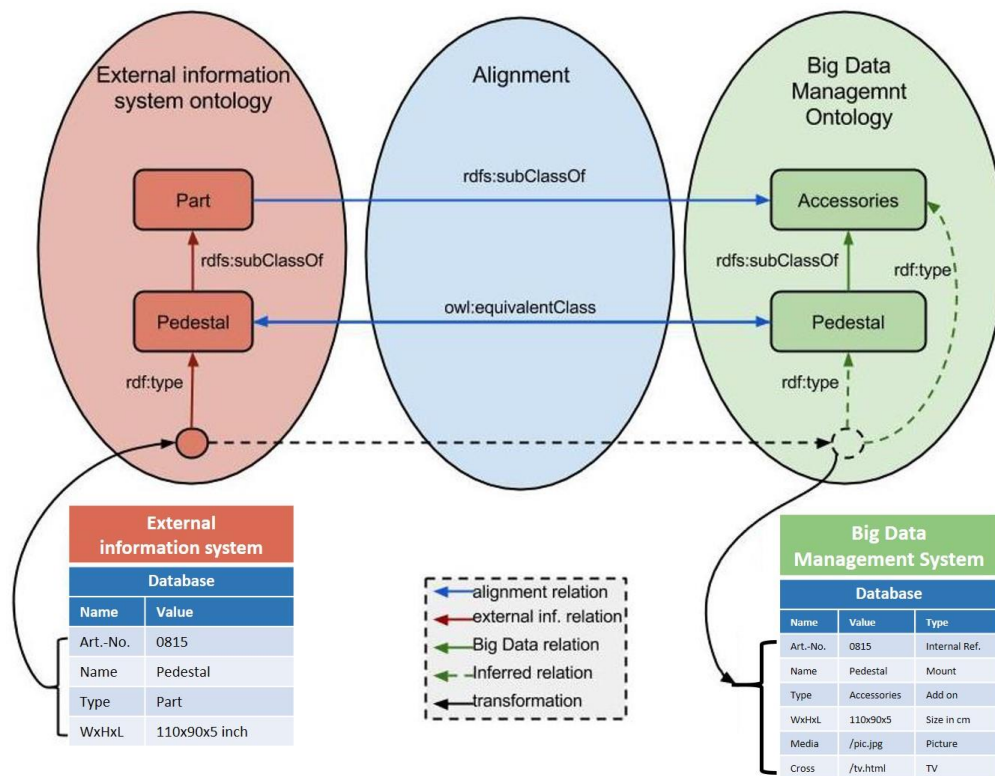 External information
system ontology
Alignment
Big Data
Managemnt
Ontology
rdfs:subClassOf
Part
Accessories
rdfs:subClassOf
rdfs:subClassOf
rdf:type
owl:equivalentClass
Pedestal
Pedestal
rdf:type
rdf:type
External
information system
Database
Name Value
Art.-No. 0815
Name Pedestal
Type Part
WxHxL 110x90x5 inch
alignment relation
external inf. relation
Big Data relation
Inferred relation
transformation
Big Data
Management System
Database
Name Value Type
Art.-No. 0815 Internal Ref.
Name Pedestal Mount
Type Accessories Add on
WxHxL 110x90x5 Size in cm
Media /pic.jpg Picture
Cross /tv.html TV